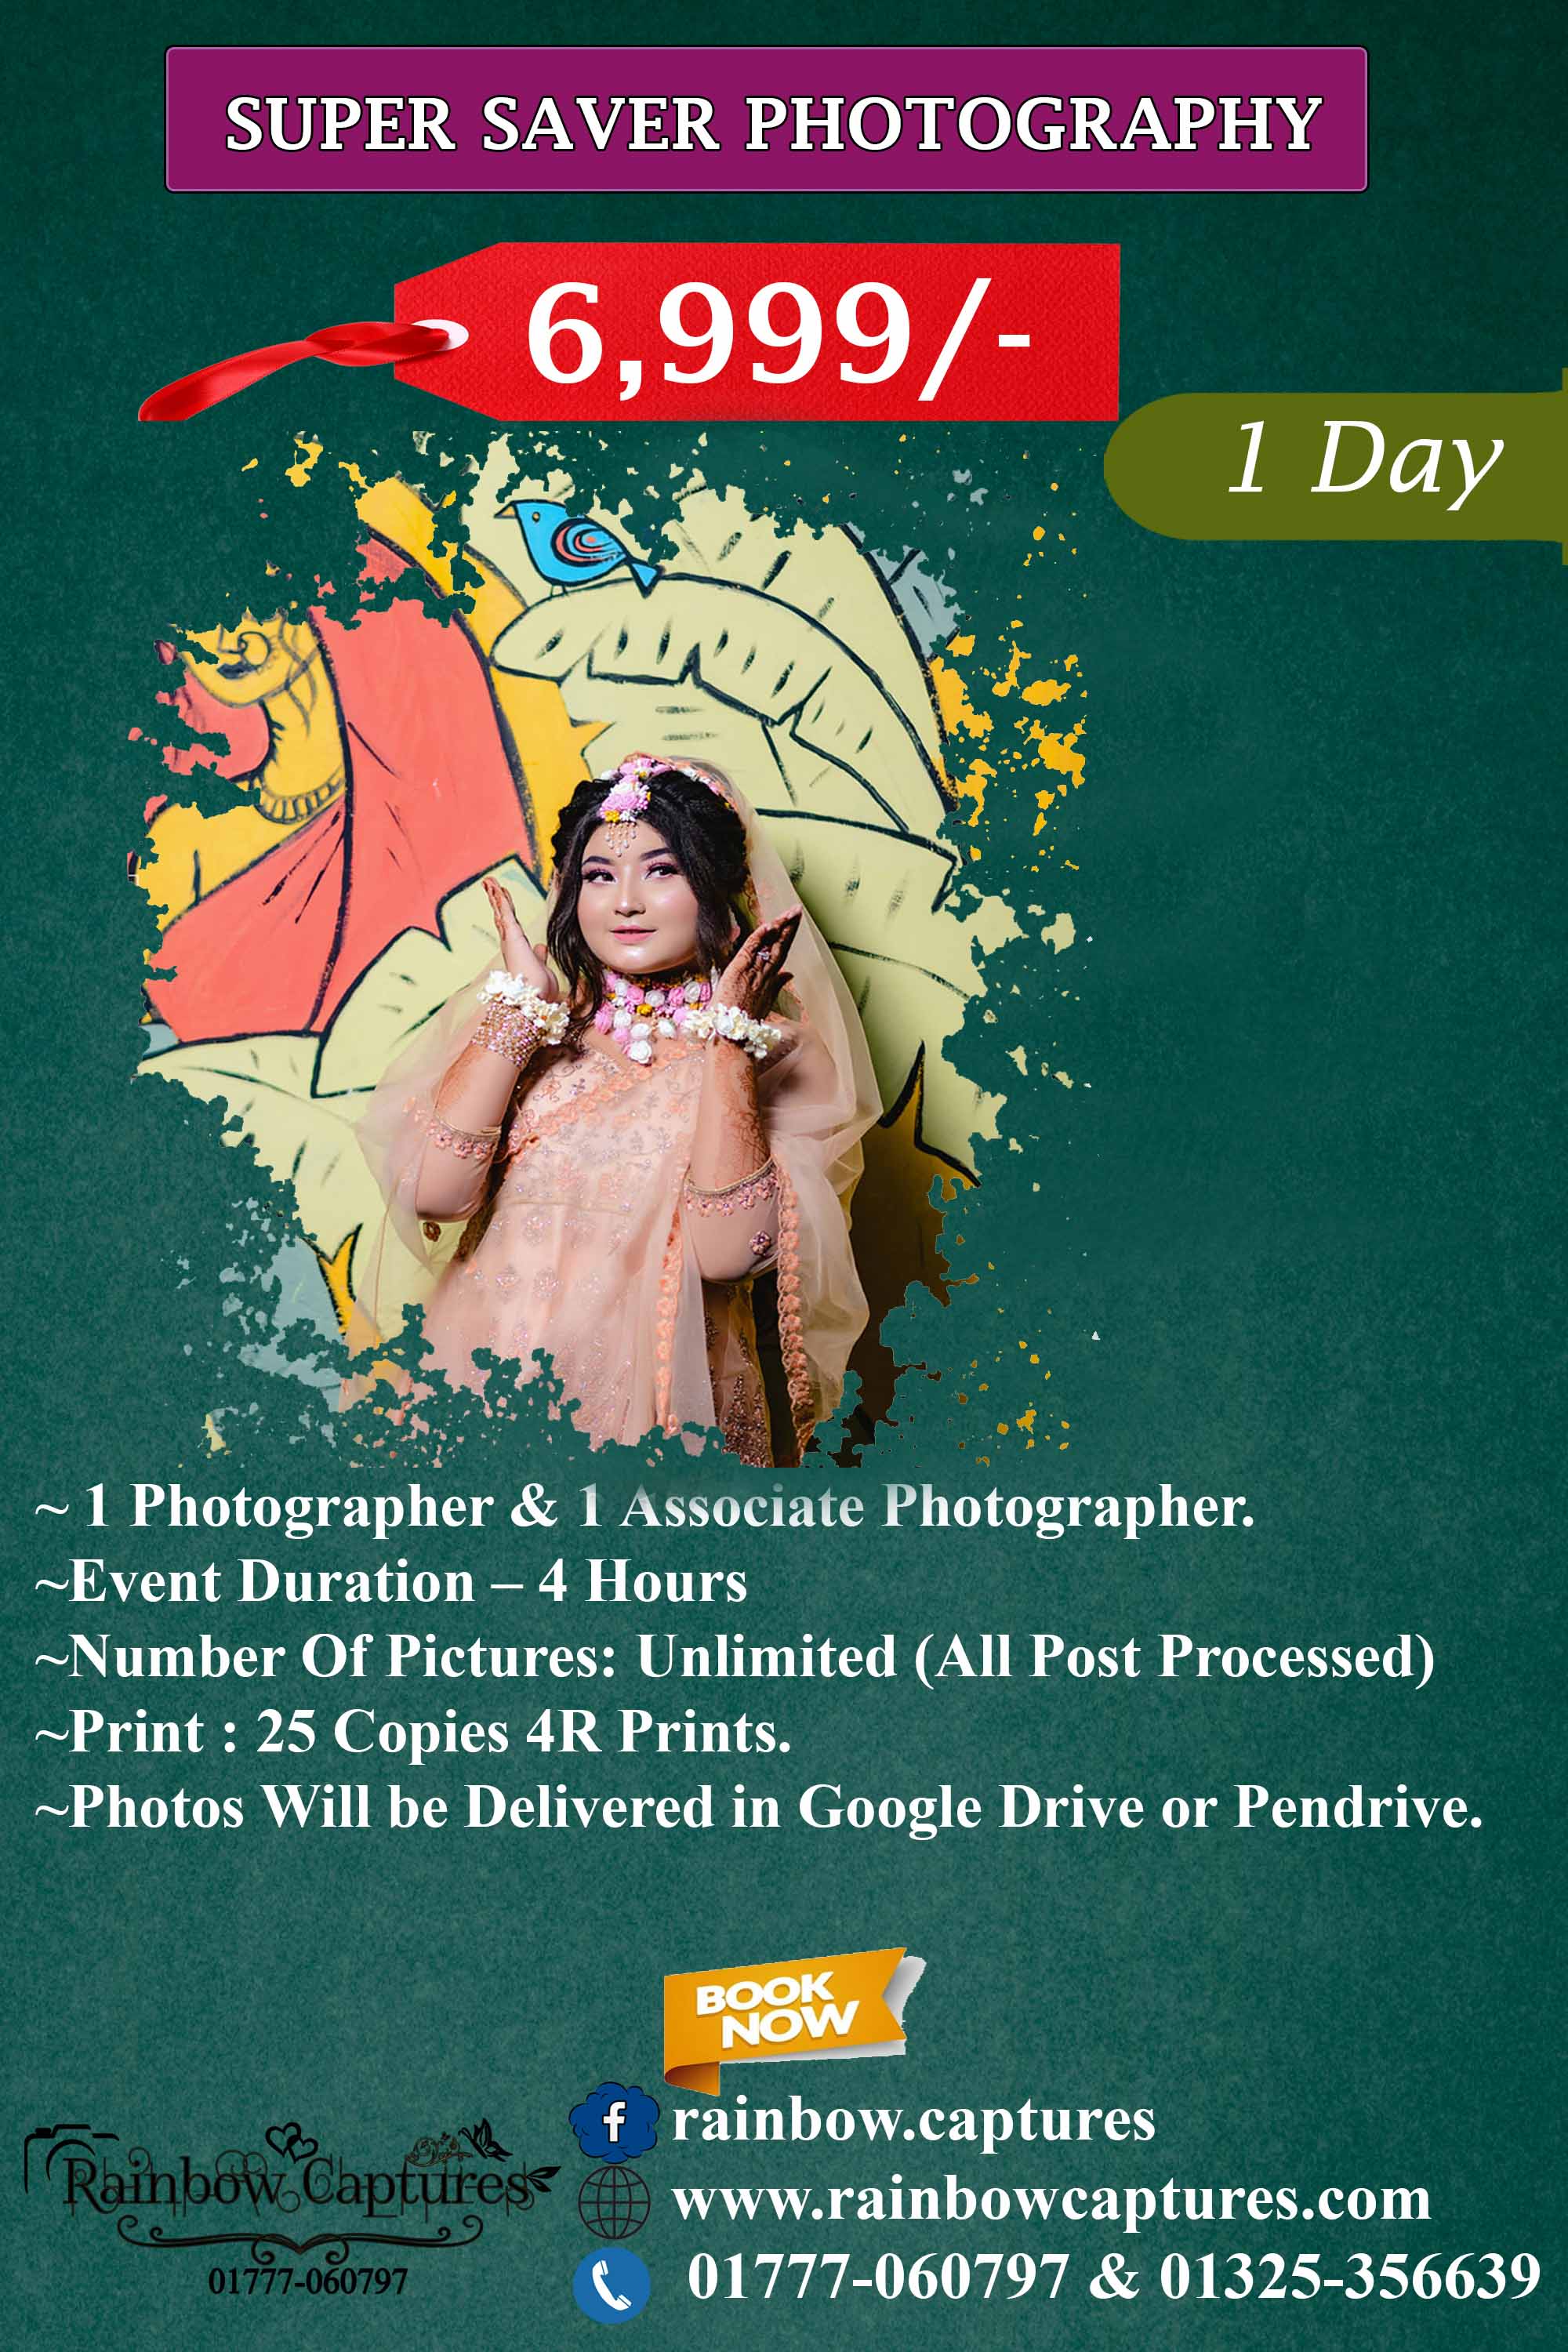 SUPER SAVER PHOTOGRAPHY
6,999/-
1 Day
~ 1 Photographer & 1 Associate Photographer.
~Event Duration – 4 Hours
~Number Of Pictures: Unlimited (All Post Processed)
~Print : 25 Copies 4R Prints.
~Photos Will be Delivered in Google Drive or Pendrive.
BOOK
NOW
f rainbow.captures
www.rainbowcaptures.com
01777-060797 & 01325-356639
Rainbow Captures
01777-060797